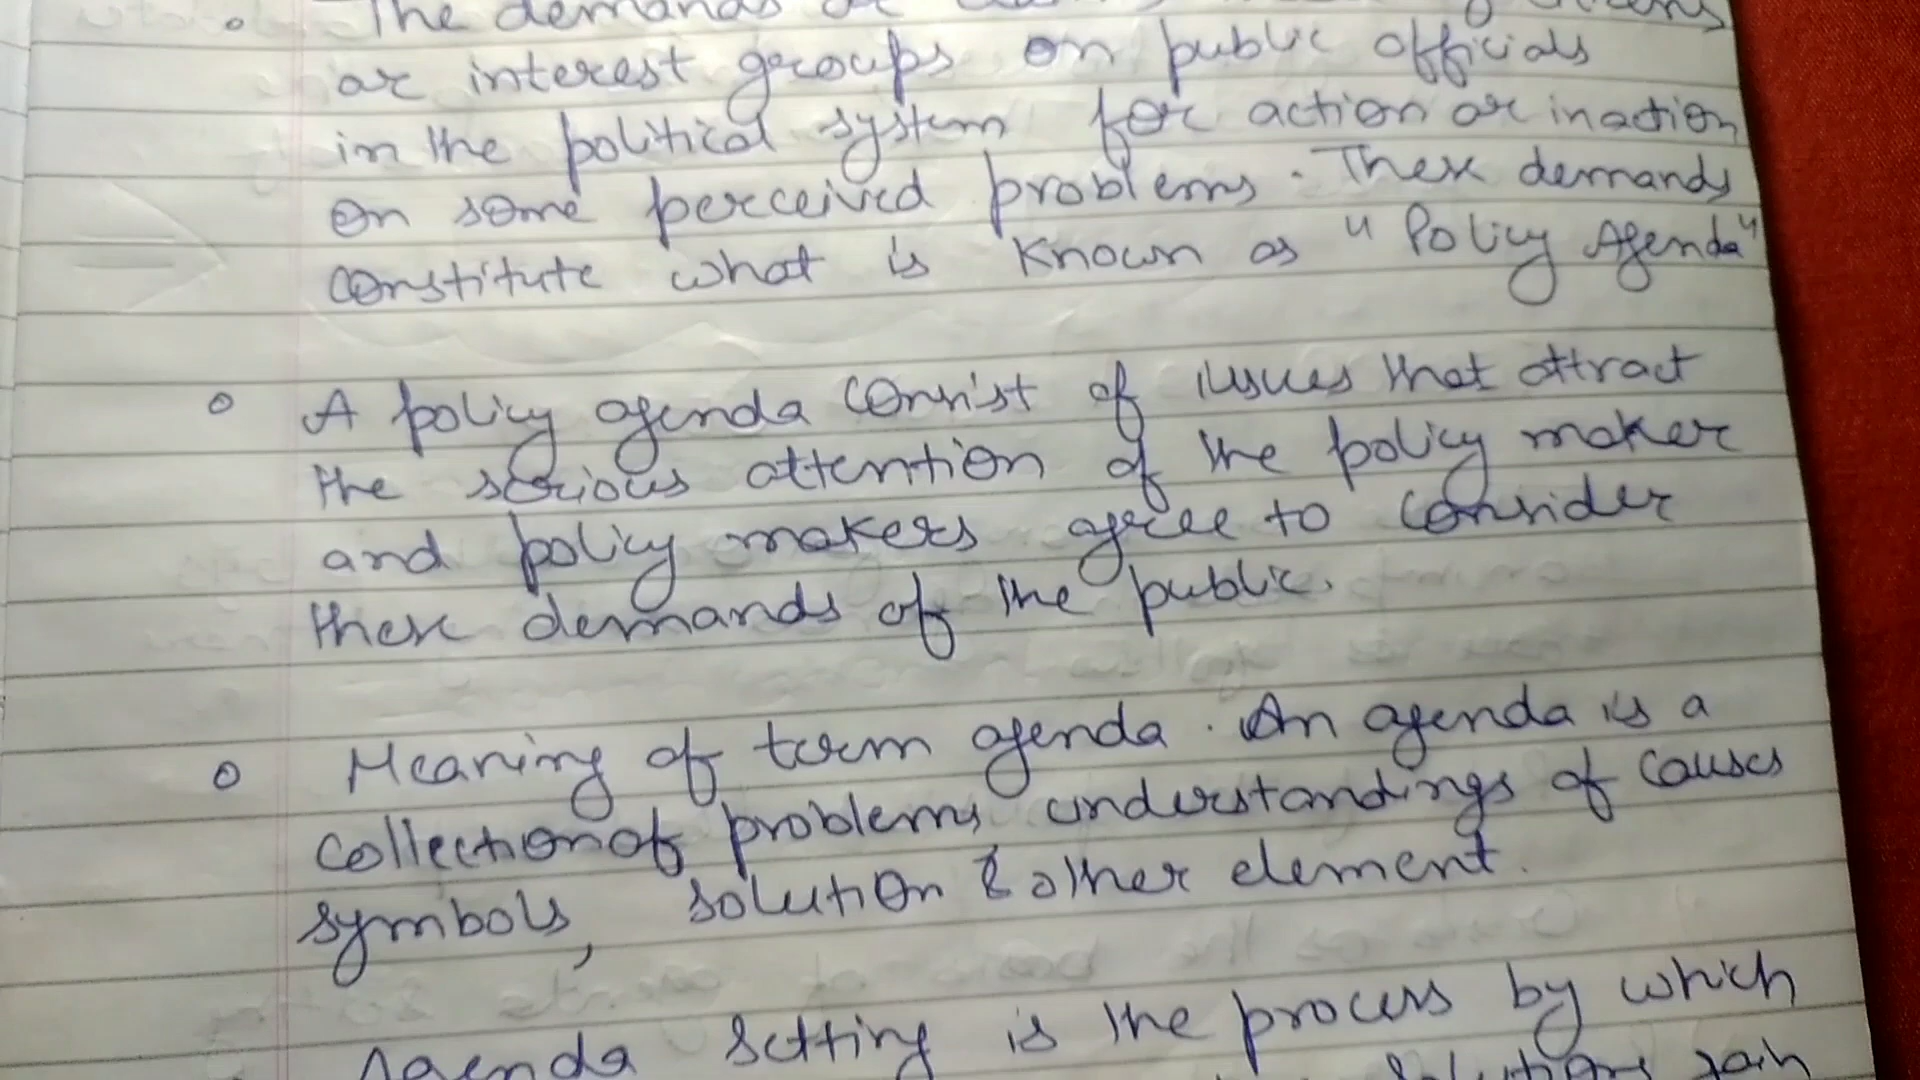 The demands
or interest groups on public officials
in the political system for action or inaction
on some perceived problems. These demands
constitute what is known as "Policy Agenda"
A policy agenda consist of issues that attract
the serious attention of the policy maker
and policy makers agree to consider
these demands of the public.
Meaning of term agenda. An agenda is a
collection of problems, understandings of causes
symbols, solution & other element.
Agenda setting is the process by which
solutions gain